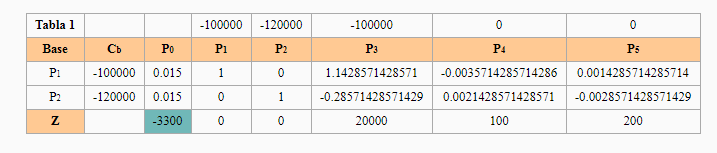 Tabla 1 -100000 -120000 -100000 0 0
Base Cb P0 P1 P2 P3 P4 P5
P1 -100000 0.015 1 0 1.1428571428571 -0.0035714285714286 0.0014285714285714
P2 -120000 0.015 0 1 -0.28571428571429 0.0021428571428571 -0.0028571428571429
Z -3300 0 0 20000 100 200